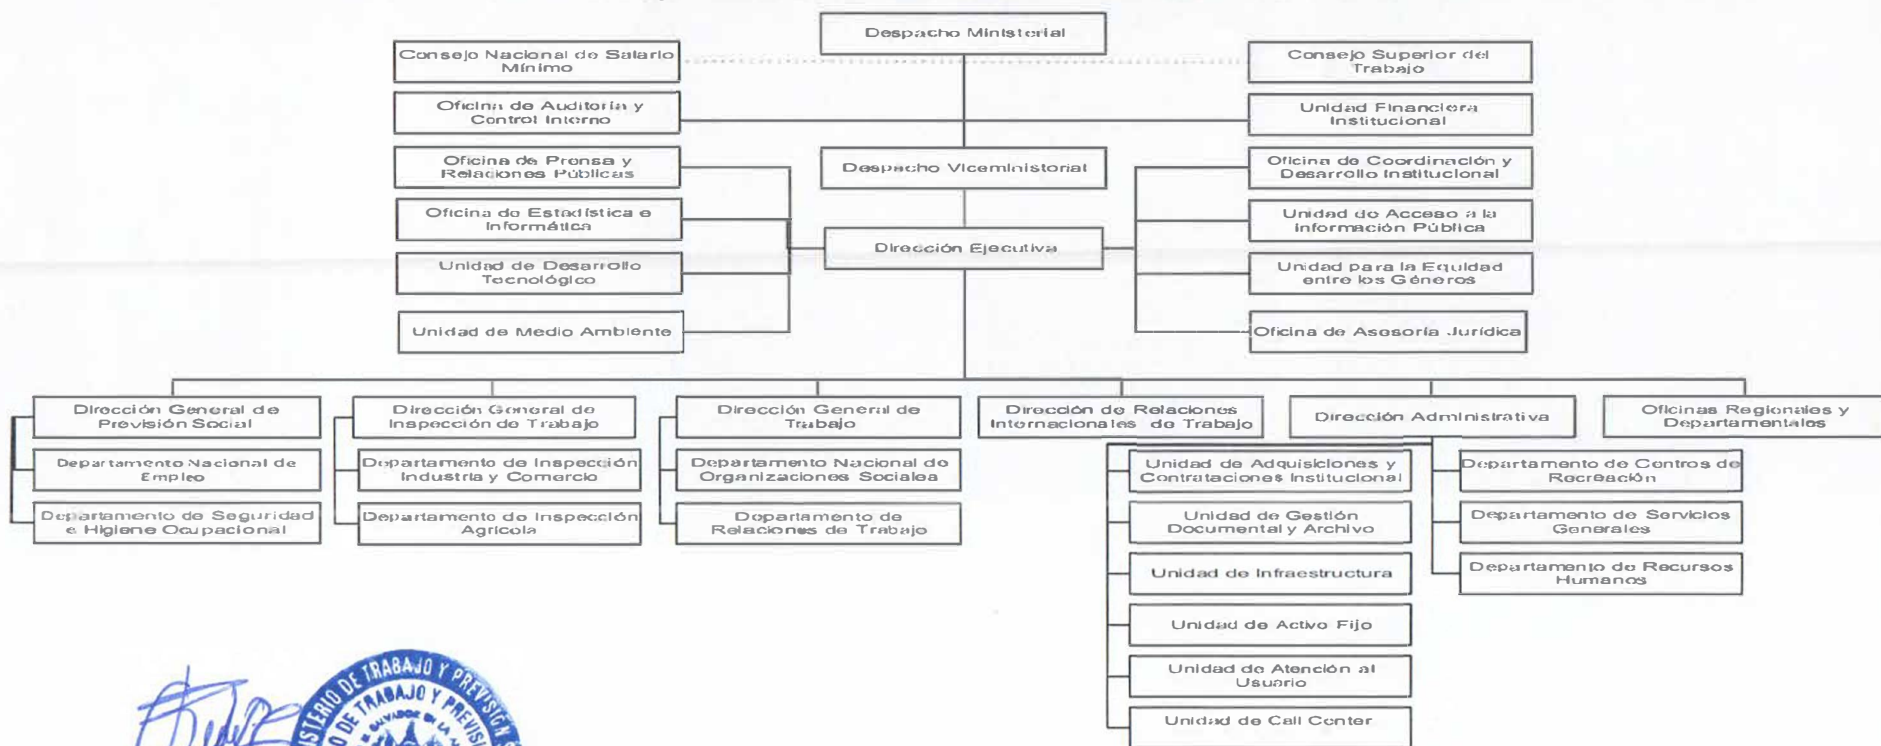 Despacho Ministerial
Consejo Nacional de Salario
Mínimo
Consejo Superior del
Trabajo
Oficina de Auditoría y
Control Interno
Unidad Financiera
Institucional
Oficina de Prensa y
Relaciones Públicas
Despacho Viceministerial
Oficina de Coordinación y
Desarrollo Institucional
Oficina de Estadística e
Informática
Unidad de Acceso a la
Información Pública
Dirección Ejecutiva
Unidad de Desarrollo
Tecnológico
Unidad para la Equidad
entre los Géneros
Unidad de Medio Ambiente
Oficina de Asesoría Jurídica
Dirección General de
Previsión Social
Dirección General de
Inspección de Trabajo
Dirección General de
Trabajo
Dirección de Relaciones
Internacionales de Trabajo
Dirección Administrativa
Oficinas Regionales y
Departamentales
Departamento Nacional de
Empleo
Departamento de Inspección
Industria y Comercio
Departamento Nacional de
Organizaciones Sociales
Unidad de Adquisiciones y
Contrataciones Institucional
Departamento de Centros de
Recreación
Departamento de Seguridad
e Higiene Ocupacional
Departamento de Inspección
Agrícola
Departamento de
Relaciones de Trabajo
Unidad de Gestión
Documental y Archivo
Departamento de Servicios
Generales
Unidad de Infraestructura
Departamento de Recursos
Humanos
Unidad de Activo Fijo
Unidad de Atención al
Usuario
Unidad de Call Center
DE TRABAJO Y
DE TRABAJO Y